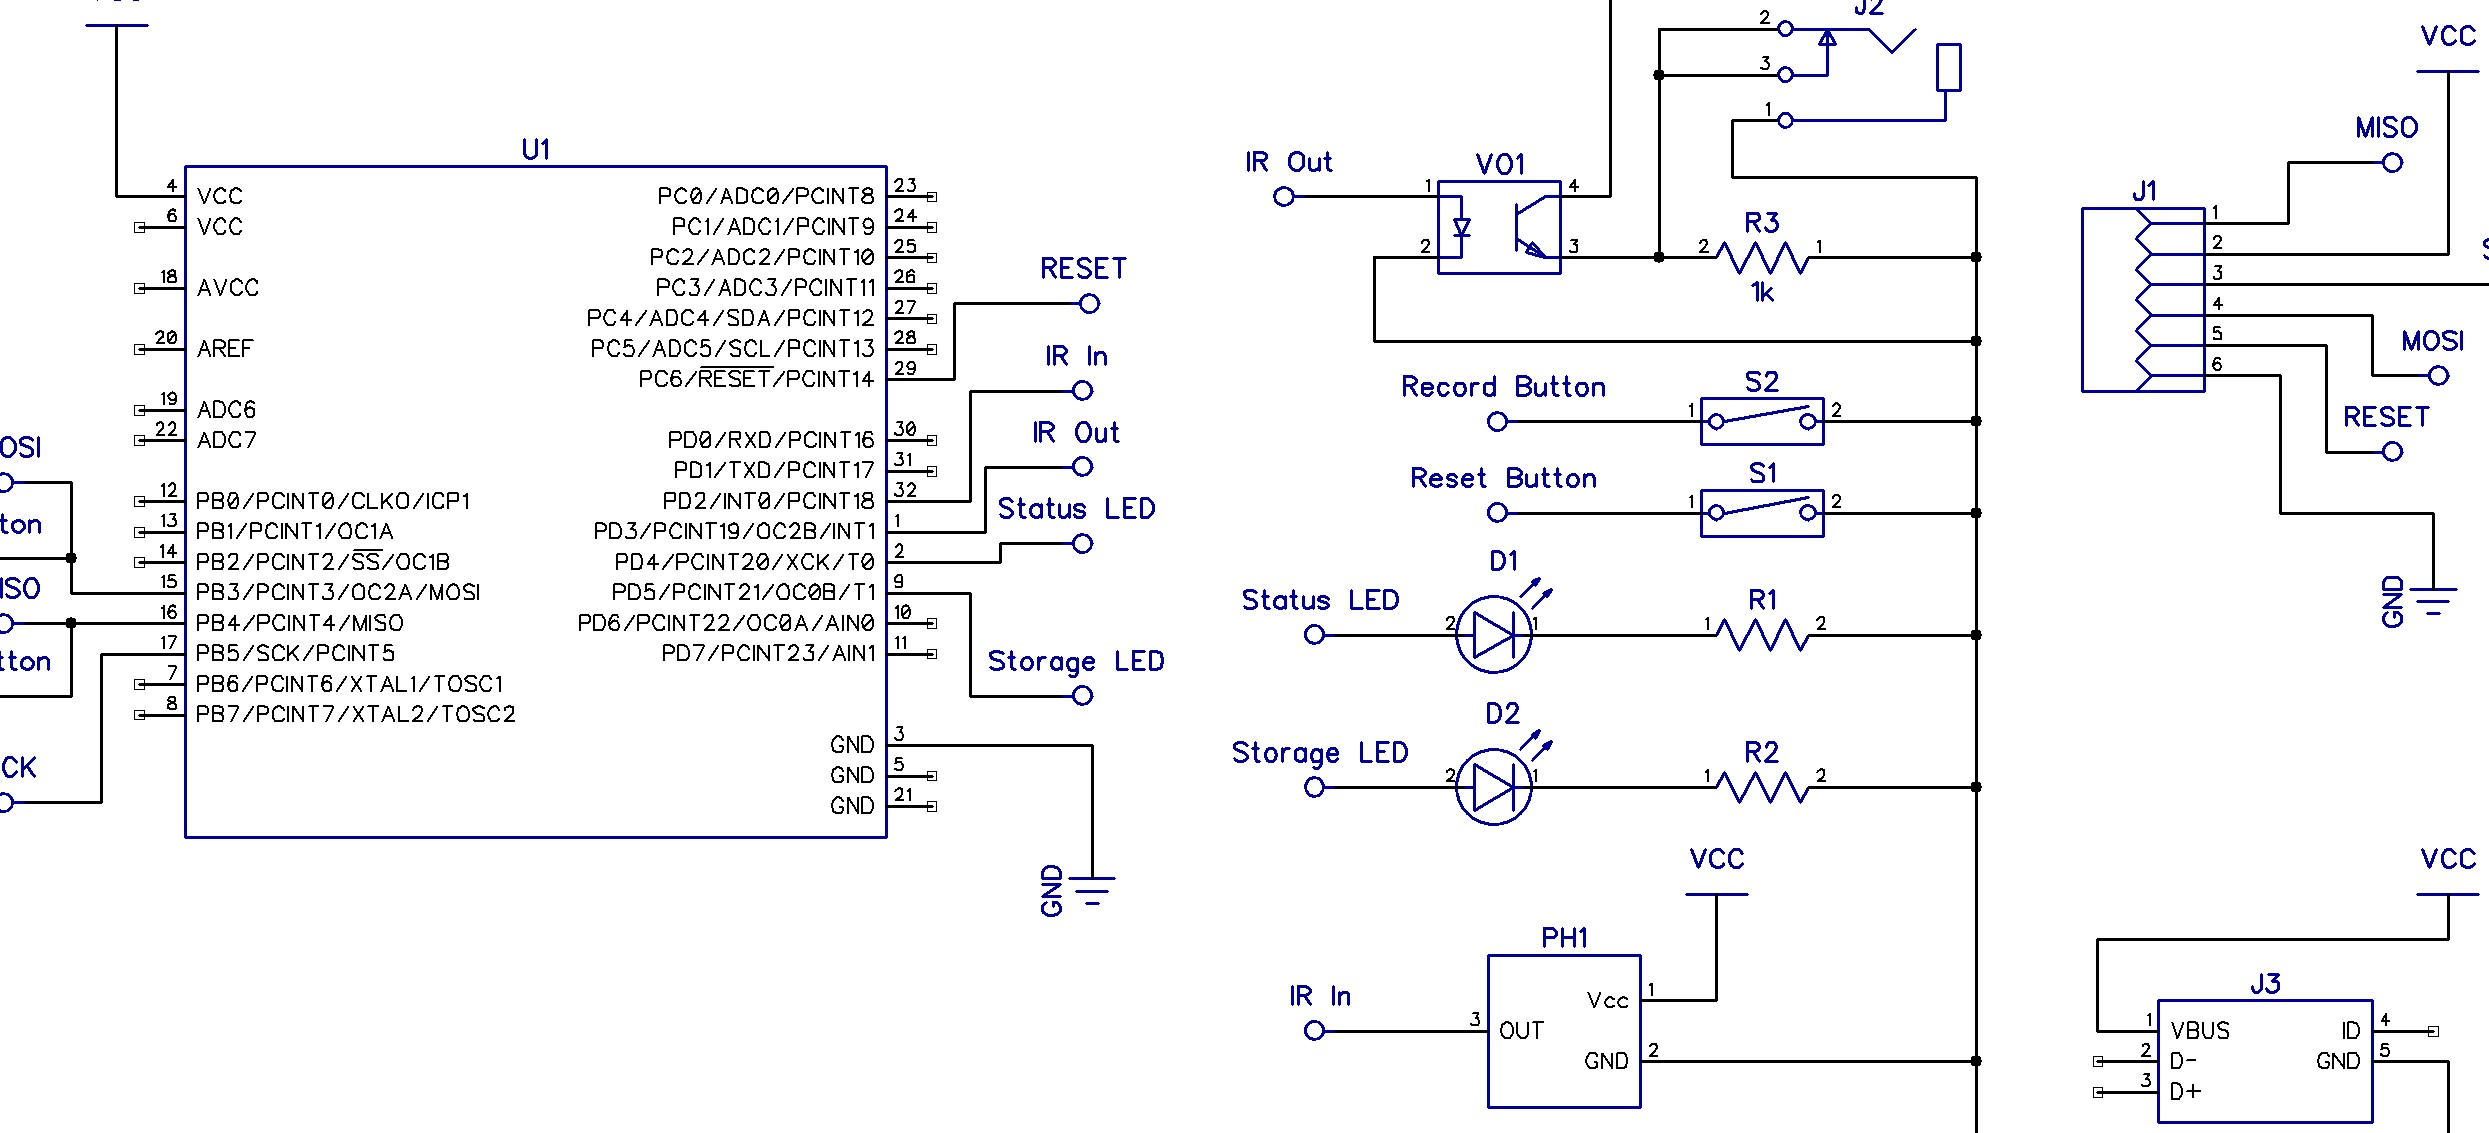 U1
4 VCC
6 VCC
18 AVCC
20 AREF
19 ADC6
22 ADC7
12 PB0/PCINT0/CLKO/ICP1
13 PB1/PCINT1/OC1A
14 PB2/PCINT2/SS/OC1B
15 PB3/PCINT3/OC2A/MOSI
16 PB4/PCINT4/MISO
17 PB5/SCK/PCINT5
7 PB6/PCINT6/XTAL1/TOSC1
8 PB7/PCINT7/XTAL2/TOSC2
PC0/ADC0/PCINT8 23
PC1/ADC1/PCINT9 24
PC2/ADC2/PCINT10 25
PC3/ADC3/PCINT11 26
PC4/ADC4/SDA/PCINT12 27
PC5/ADC5/SCL/PCINT13 28
PC6/RESET/PCINT14 29
PD0/RXD/PCINT16 30
PD1/TXD/PCINT17 31
PD2/INT0/PCINT18 32
PD3/PCINT19/OC2B/INT1 1
PD4/PCINT20/XCK/T0 2
PD5/PCINT21/OC0B/T1 9
PD6/PCINT22/OC0A/AIN0 10
PD7/PCINT23/AIN1 11
GND 3
GND 5
GND 21
OSI
ton
ISO
tton
CK
RESET
IR In
IR Out
Status LED
Storage LED
GND
J2
2
3
1
IR Out
VO1
1
2
4
3
R3
2 1
1k
Record Button
S2
1 2
Reset Button
S1
1 2
Status LED
D1
2 1
R1
1 2
Storage LED
D2
2 1
R2
1 2
VCC
PH1
IR In
3 OUT
Vcc 1
GND 2
VCC
MISO
J1
1
2
3
4
5
6
MOSI
RESET
GND
VCC
J3
1 VBUS
2 D-
3 D+
ID 4
GND 5